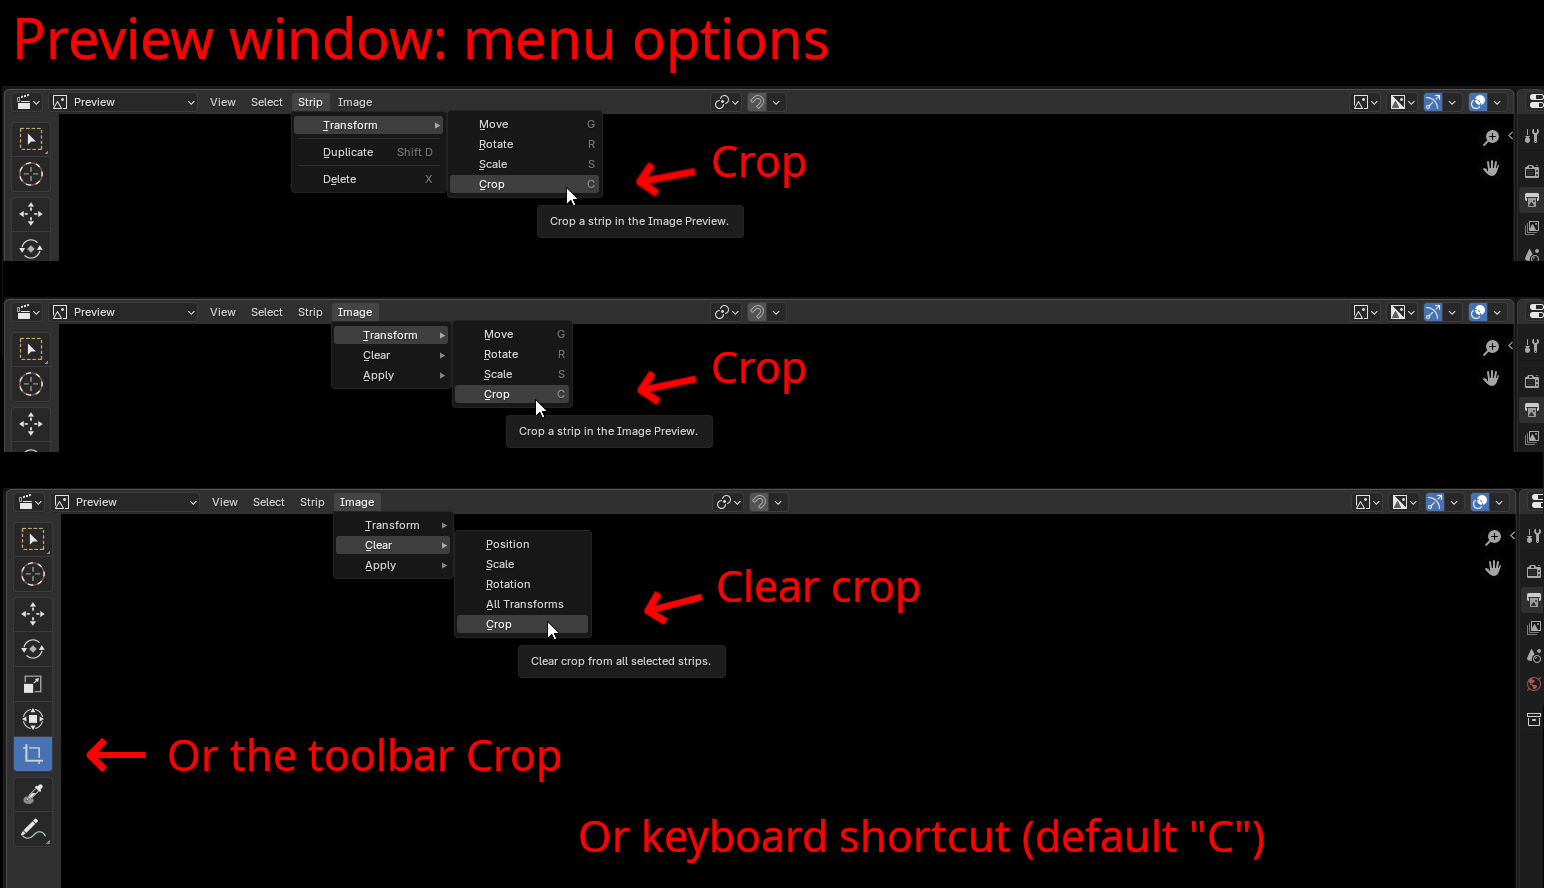 Preview window: menu options
Preview View Select Strip Image
Transform Move G
Rotate R
Duplicate Shift D Scale S
Delete X Crop C
Crop
Crop a strip in the Image Preview.
Preview View Select Strip Image
Transform Move G
Clear Rotate R
Apply Scale S
Crop C
Crop
Crop a strip in the Image Preview.
Preview View Select Strip Image
Transform
Clear Position
Apply Scale
Rotation
All Transforms
Crop
Clear crop
Clear crop from all selected strips.
Or the toolbar Crop
Or keyboard shortcut (default "C")